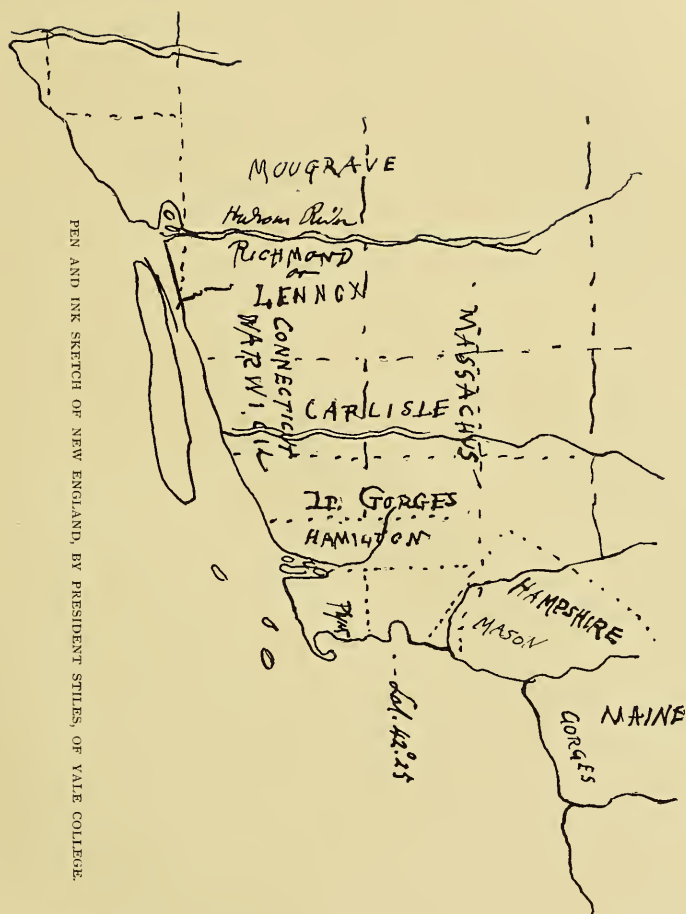 MOUGRAVE
Hudson River
RICHMOND
or
LENNOX
CONNECTICUT
WARWICK
MASSACHUS
CARLISLE
Ld. GORGES
HAMILTON
HAMPSHIRE
MASON
Plym
Lat. 42°25
MAINE
GORGES
PEN AND INK SKETCH OF NEW ENGLAND, BY PRESIDENT STILES, OF YALE COLLEGE.